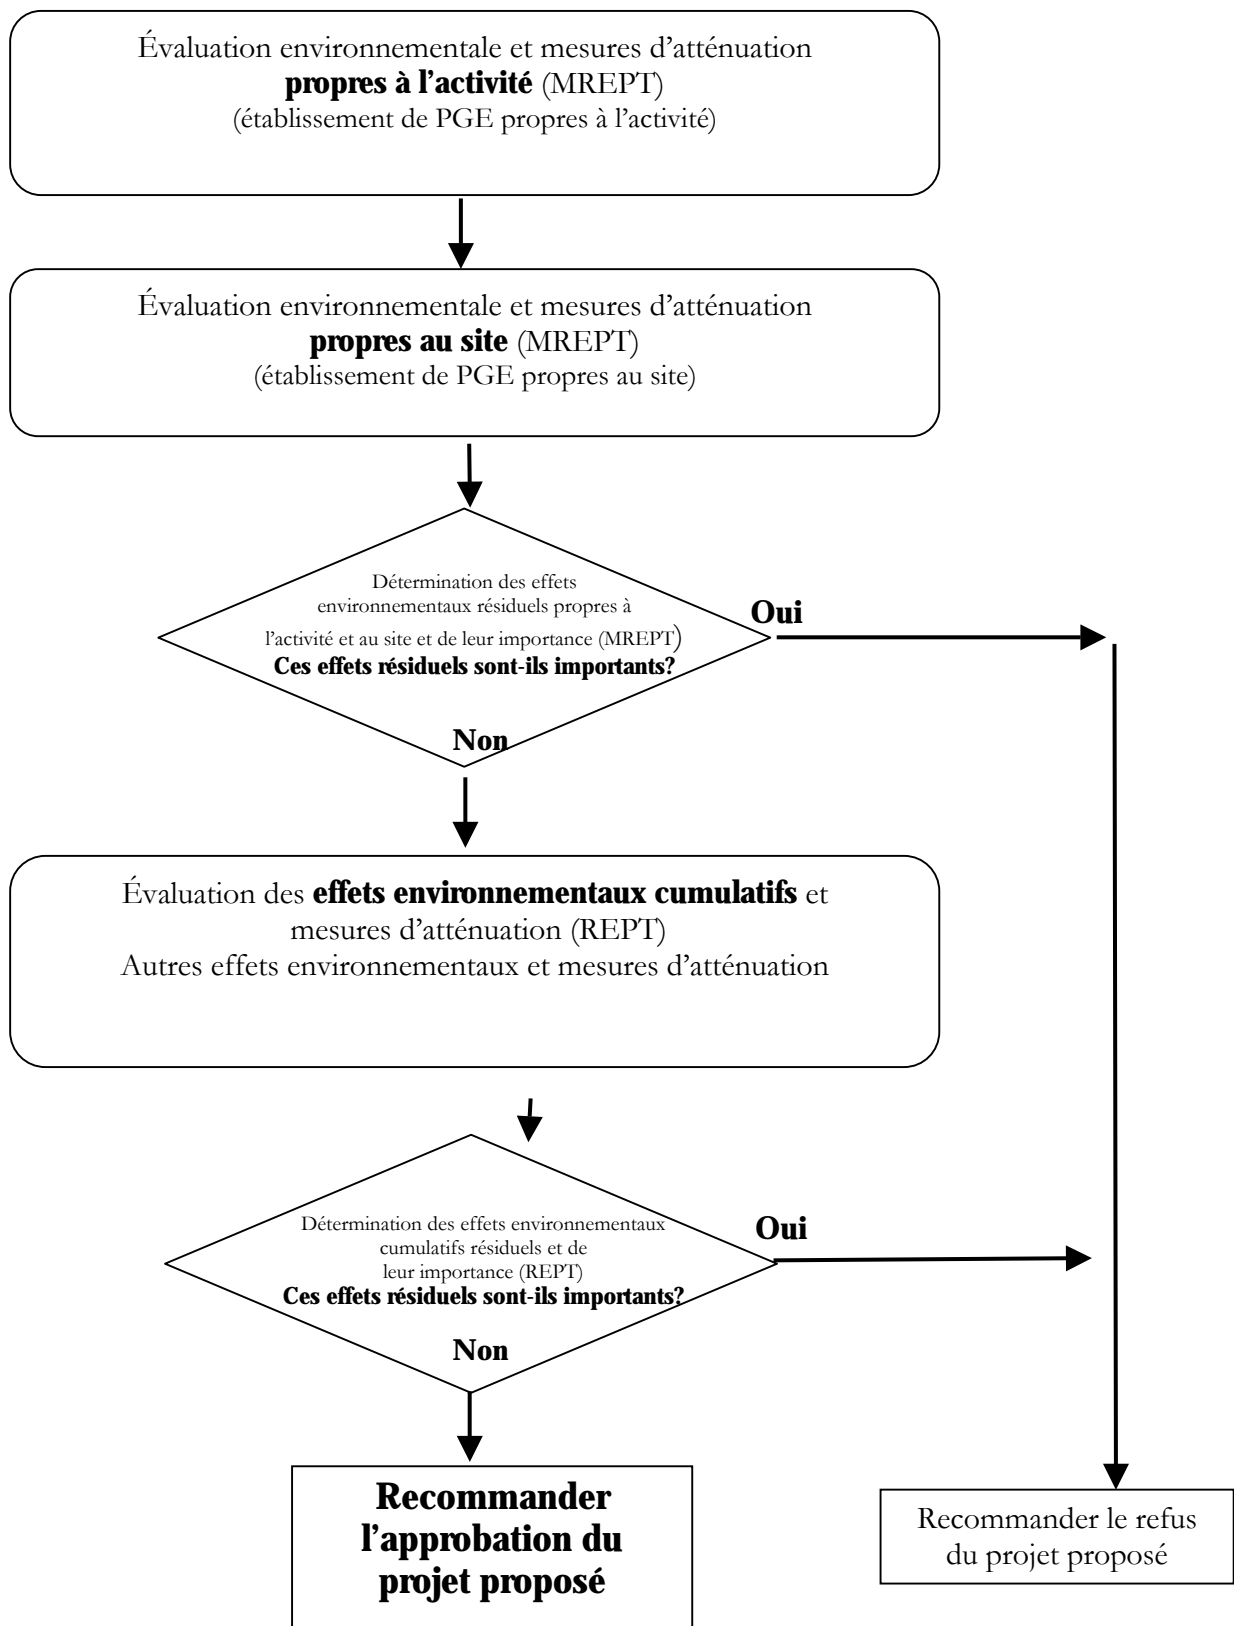 Évaluation environnementale et mesures d’atténuation
propres à l’activité (MREPT)
(établissement de PGE propres à l’activité)
Évaluation environnementale et mesures d’atténuation
propres au site (MREPT)
(établissement de PGE propres au site)
Détermination des effets
environnementaux résiduels propres à
l’activité et au site et de leur importance (MREPT)
Ces effets résiduels sont-ils importants?
Oui
Non
Évaluation des effets environnementaux cumulatifs et
mesures d’atténuation (REPT)
Autres effets environnementaux et mesures d’atténuation
Détermination des effets environnementaux
cumulatifs résiduels et de
leur importance (REPT)
Ces effets résiduels sont-ils importants?
Oui
Non
Recommander
l’approbation du
projet proposé
Recommander le refus
du projet proposé